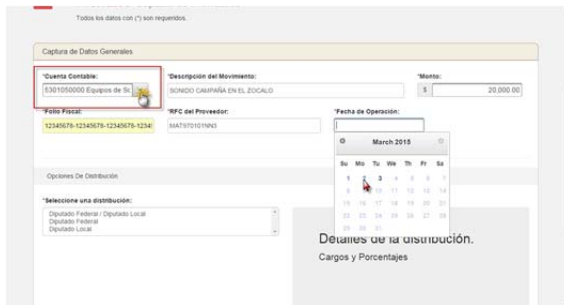 Todos los datos con (*) son requeridos.
Captura de Datos Generales
*Cuenta Contable: *Descripción del Movimiento: *Monto:
5301050000 Equipos de So SONIDO CAMPAÑA EN EL ZOCALO $ 20,000.00
*Folio Fiscal: *RFC del Proveedor: *Fecha de Operación:
12345678-12345678-12345678-1234 MAT970101NN3
March 2015
Su Mo Tu We Th Fr Sa
1 2 3 4 5 6 7
8 10 11 12 13 14
15 16 17 18 19 20 21
22 23 24 25 26 27 28
29 30 31
Opciones De Distribución
*Seleccione una distribución:
Diputado Federal / Diputado Local
Diputado Federal
Diputado Local
Detalles de la distribución.
Cargos y Porcentajes